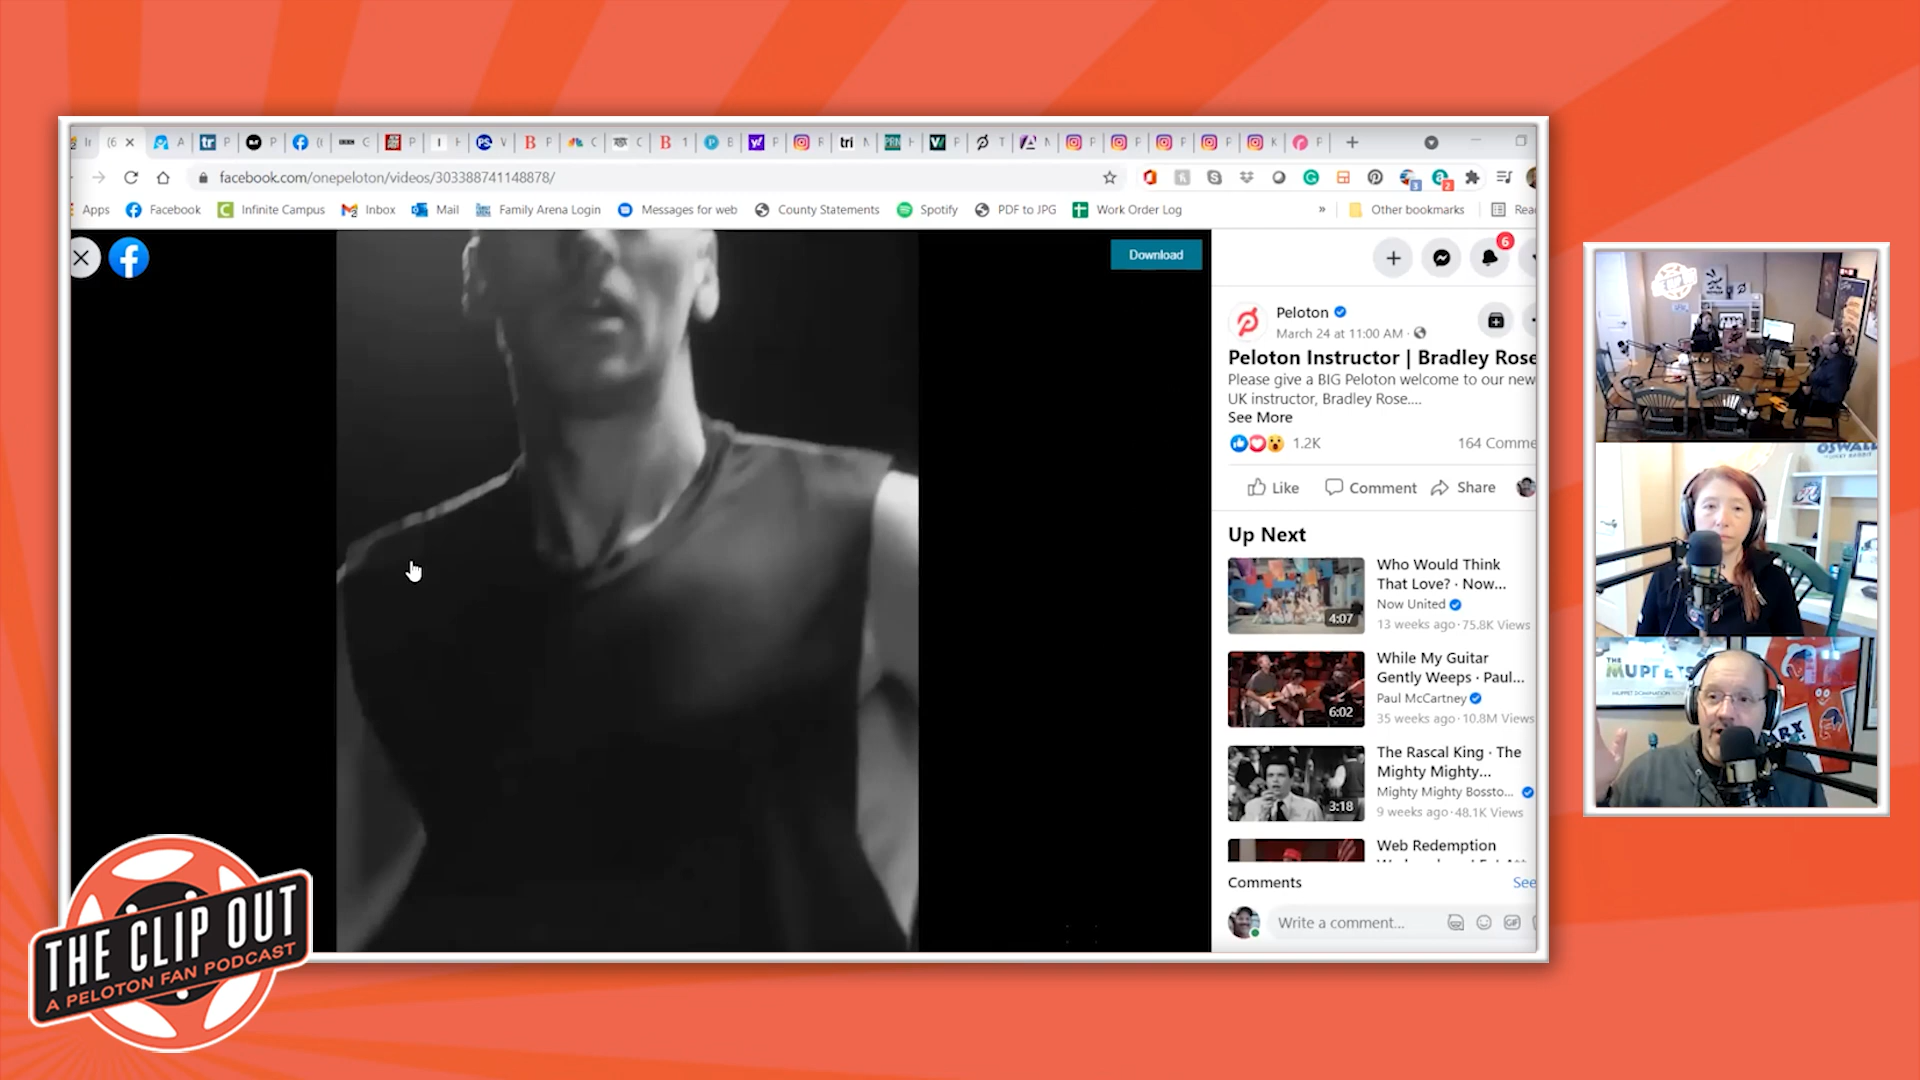 facebook.com/onepeloton/videos/303388741148878/
Apps
Facebook
Infinite Campus
Inbox
Mail
Family Arena Login
Messages for web
County Statements
Spotify
PDF to JPG
Work Order Log
»
Other bookmarks
Rea
Download
6
Peloton
March 24 at 11:00 AM ·
Peloton Instructor | Bradley Rose
Please give a BIG Peloton welcome to our new
UK instructor, Bradley Rose....
See More
1.2K
164 Comme
Like
Comment
Share
Up Next
Who Would Think
That Love? · Now...
Now United
13 weeks ago · 75.8K Views
4:07
While My Guitar
Gently Weeps · Paul...
Paul McCartney
35 weeks ago · 10.8M Views
6:02
The Rascal King · The
Mighty Mighty...
Mighty Mighty Bossto...
9 weeks ago · 48.1K Views
3:18
Web Redemption
Comments
See
Write a comment...
GIF
THE CLIP OUT
A PELOTON FAN PODCAST
OSWAL
THE
MUPPETS